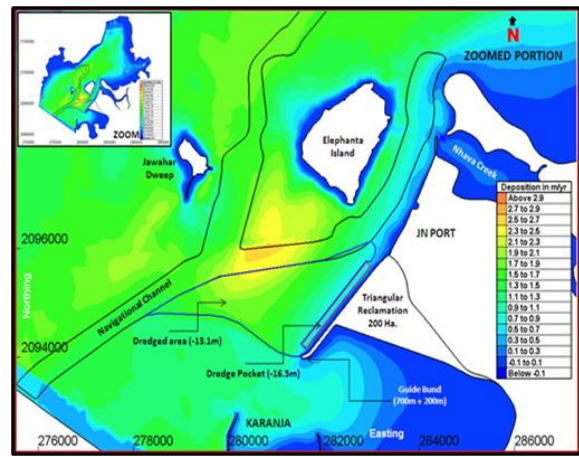 N
ZOOMED PORTION
ZOOM
Elephanta
Island
Jawahar
Dweep
Nhava Creek
Deposition in m/yr
Above 2.9
2.7 to 2.9
2.5 to 2.7
2.3 to 2.5
2.1 to 2.3
1.9 to 2.1
1.7 to 1.9
1.5 to 1.7
1.3 to 1.5
1.1 to 1.3
0.9 to 1.1
0.7 to 0.9
0.5 to 0.7
0.3 to 0.5
0.1 to 0.3
-0.1 to 0.1
Below -0.1
JN PORT
2096000
Northing
Navigational Channel
Triangular
Reclamation
200 Ha.
Dredged area (-13.1m)
2094000
Dredge Pocket (-16.5m)
Guide Bund
(700m + 200m)
KARANJA
Easting
276000
278000
280000
282000
284000
286000